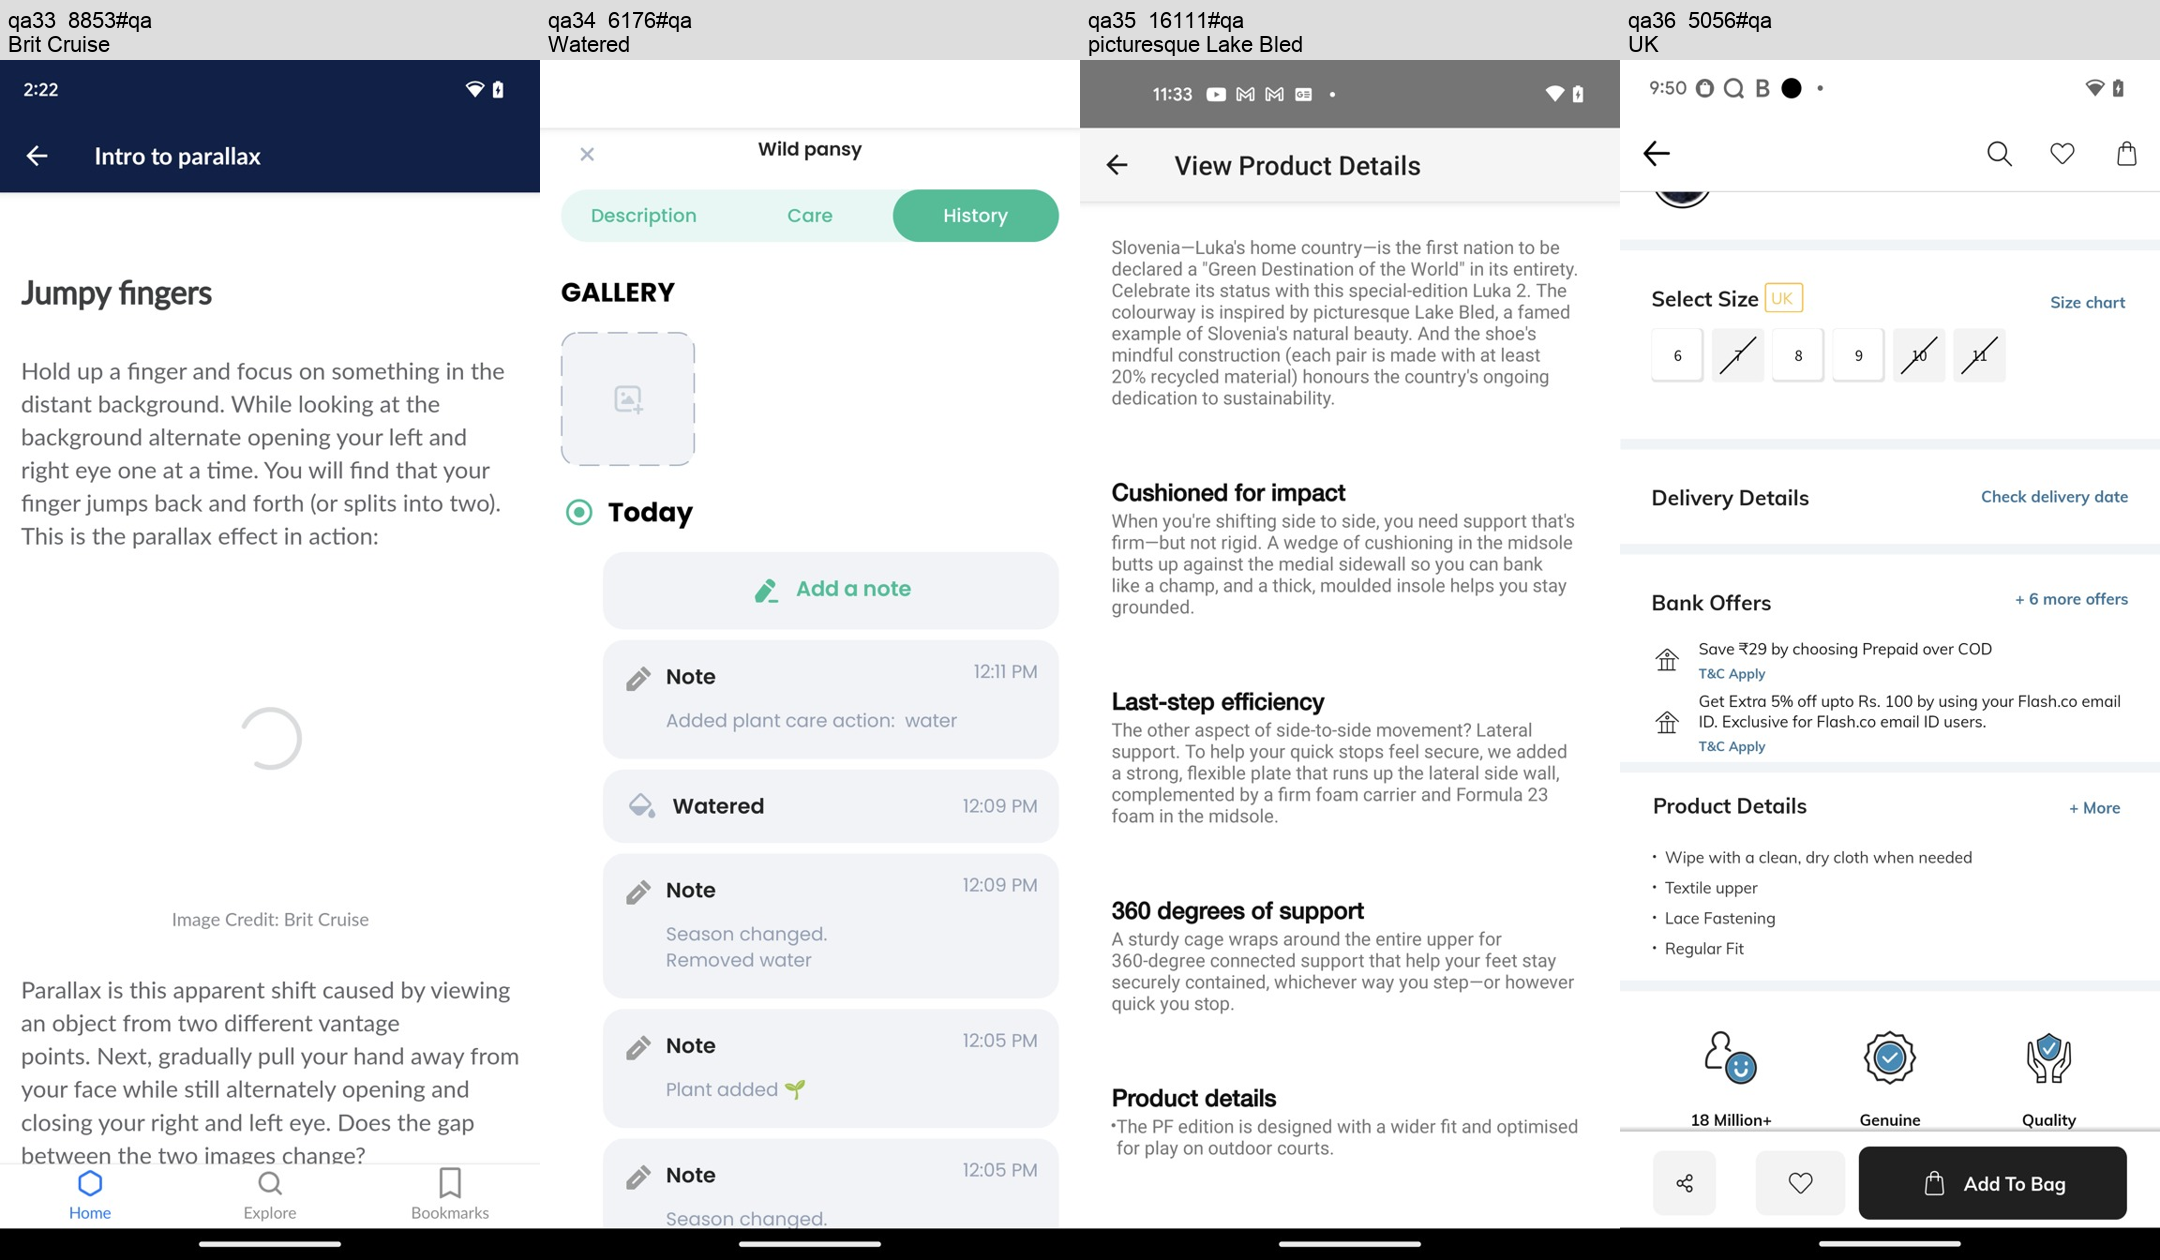 qa33 8853#qa
Brit Cruise
2:22
Intro to parallax
Jumpy fingers
Hold up a finger and focus on something in the
distant background. While looking at the
background alternate opening your left and
right eye one at a time. You will find that your
finger jumps back and forth (or splits into two).
This is the parallax effect in action:
Image Credit: Brit Cruise
Parallax is this apparent shift caused by viewing
an object from two different vantage
points. Next, gradually pull your hand away from
your face while still alternately opening and
closing your right and left eye. Does the gap
between the two images change?
Home
Explore
Bookmarks
qa34 6176#qa
Watered
Wild pansy
Description
Care
History
GALLERY
Today
Add a note
Note
12:11 PM
Added plant care action: water
Watered
12:09 PM
Note
12:09 PM
Season changed.
Removed water
Note
12:05 PM
Plant added 🌱
Note
12:05 PM
Season changed.
qa35 16111#qa
picturesque Lake Bled
11:33
View Product Details
Slovenia—Luka's home country—is the first nation to be
declared a "Green Destination of the World" in its entirety.
Celebrate its status with this special-edition Luka 2. The
colourway is inspired by picturesque Lake Bled, a famed
example of Slovenia's natural beauty. And the shoe's
mindful construction (each pair is made with at least
20% recycled material) honours the country's ongoing
dedication to sustainability.
Cushioned for impact
When you're shifting side to side, you need support that's
firm—but not rigid. A wedge of cushioning in the midsole
butts up against the medial sidewall so you can bank
like a champ, and a thick, moulded insole helps you stay
grounded.
Last-step efficiency
The other aspect of side-to-side movement? Lateral
support. To help your quick stops feel secure, we added
a strong, flexible plate that runs up the lateral side wall,
complemented by a firm foam carrier and Formula 23
foam in the midsole.
360 degrees of support
A sturdy cage wraps around the entire upper for
360-degree connected support that help your feet stay
securely contained, whichever way you step—or however
quick you stop.
Product details
•The PF edition is designed with a wider fit and optimised
for play on outdoor courts.
qa36 5056#qa
UK
9:50
B
Select Size UK
Size chart
6
7
8
9
10
11
Delivery Details
Check delivery date
Bank Offers
+ 6 more offers
Save ₹29 by choosing Prepaid over COD
T&C Apply
Get Extra 5% off upto Rs. 100 by using your Flash.co email
ID. Exclusive for Flash.co email ID users.
T&C Apply
Product Details
+ More
• Wipe with a clean, dry cloth when needed
• Textile upper
• Lace Fastening
• Regular Fit
18 Million+
Genuine
Quality
Add To Bag